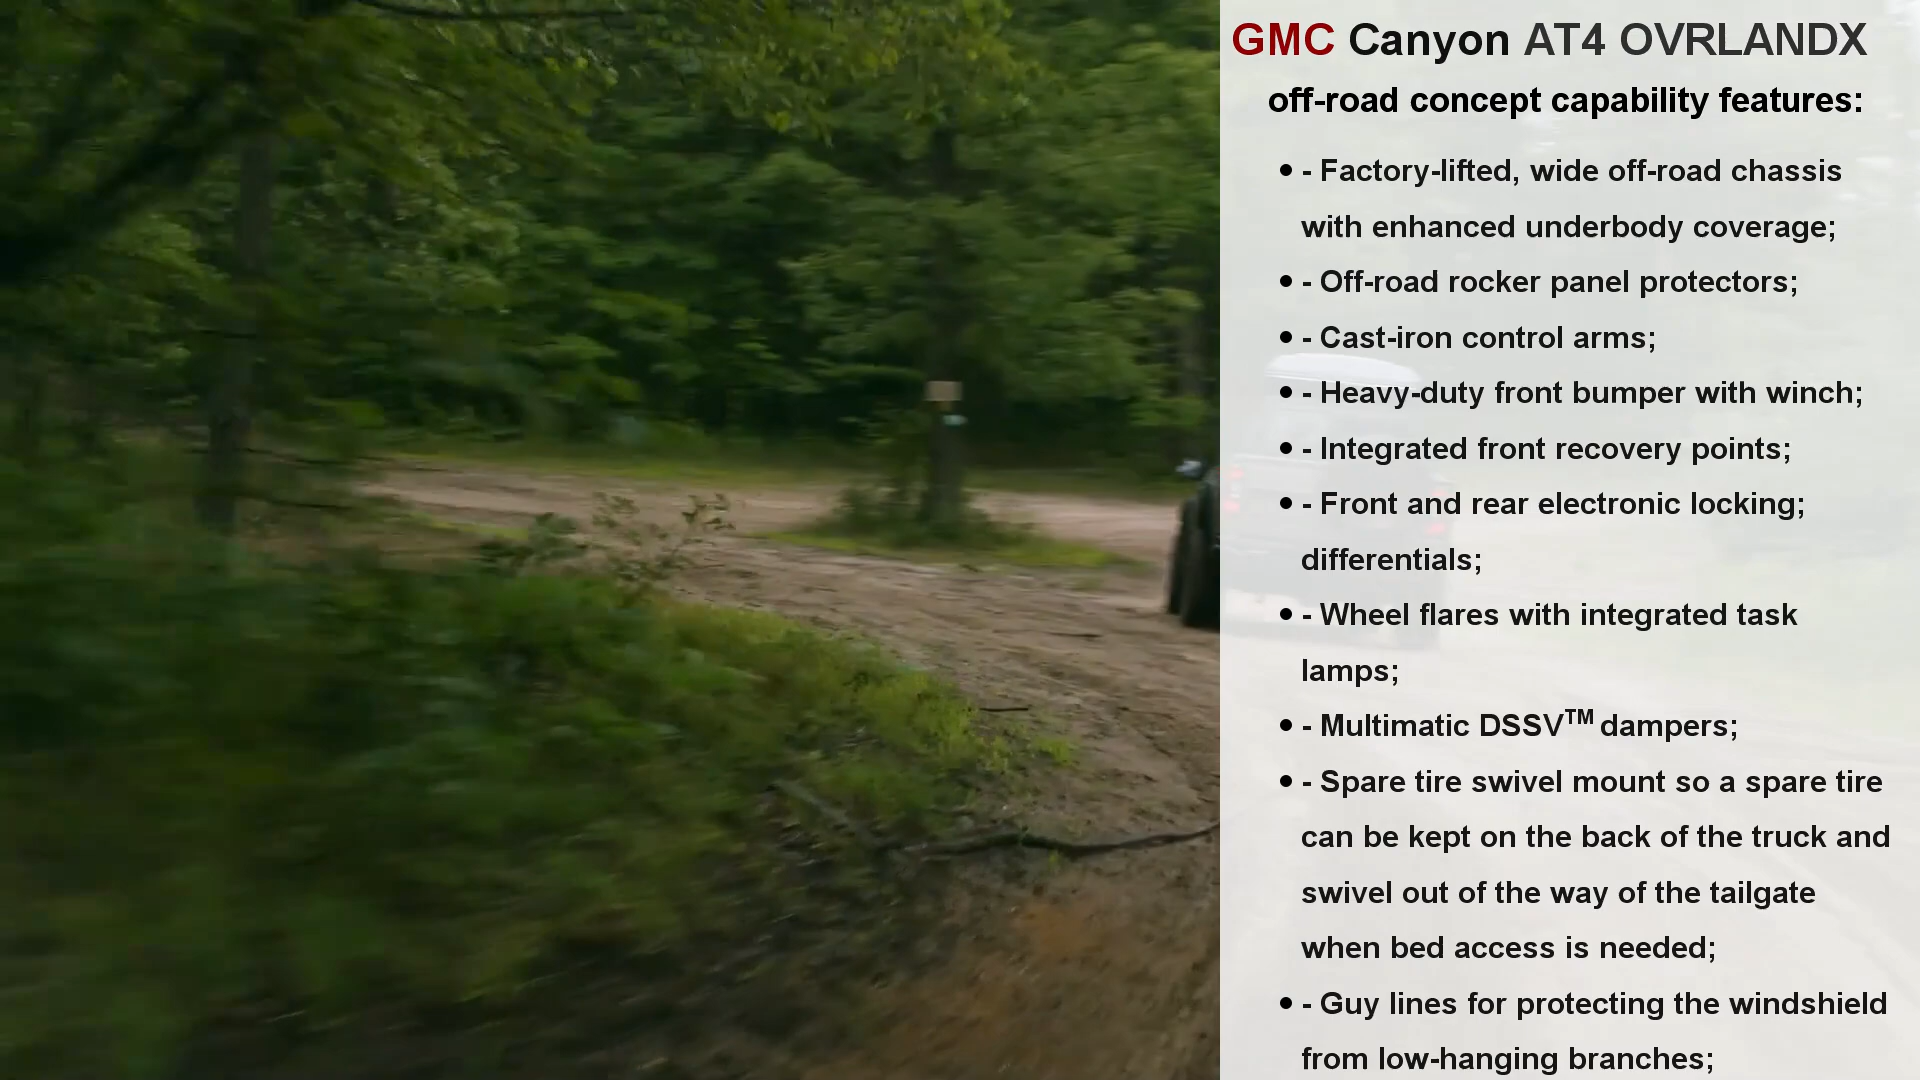 GMC Canyon AT4 OVRLANDX
off-road concept capability features:
• - Factory-lifted, wide off-road chassis
with enhanced underbody coverage;
• - Off-road rocker panel protectors;
• - Cast-iron control arms;
• - Heavy-duty front bumper with winch;
• - Integrated front recovery points;
• - Front and rear electronic locking;
differentials;
• - Wheel flares with integrated task
lamps;
• - Multimatic DSSV™ dampers;
• - Spare tire swivel mount so a spare tire
can be kept on the back of the truck and
swivel out of the way of the tailgate
when bed access is needed;
• - Guy lines for protecting the windshield
from low-hanging branches;